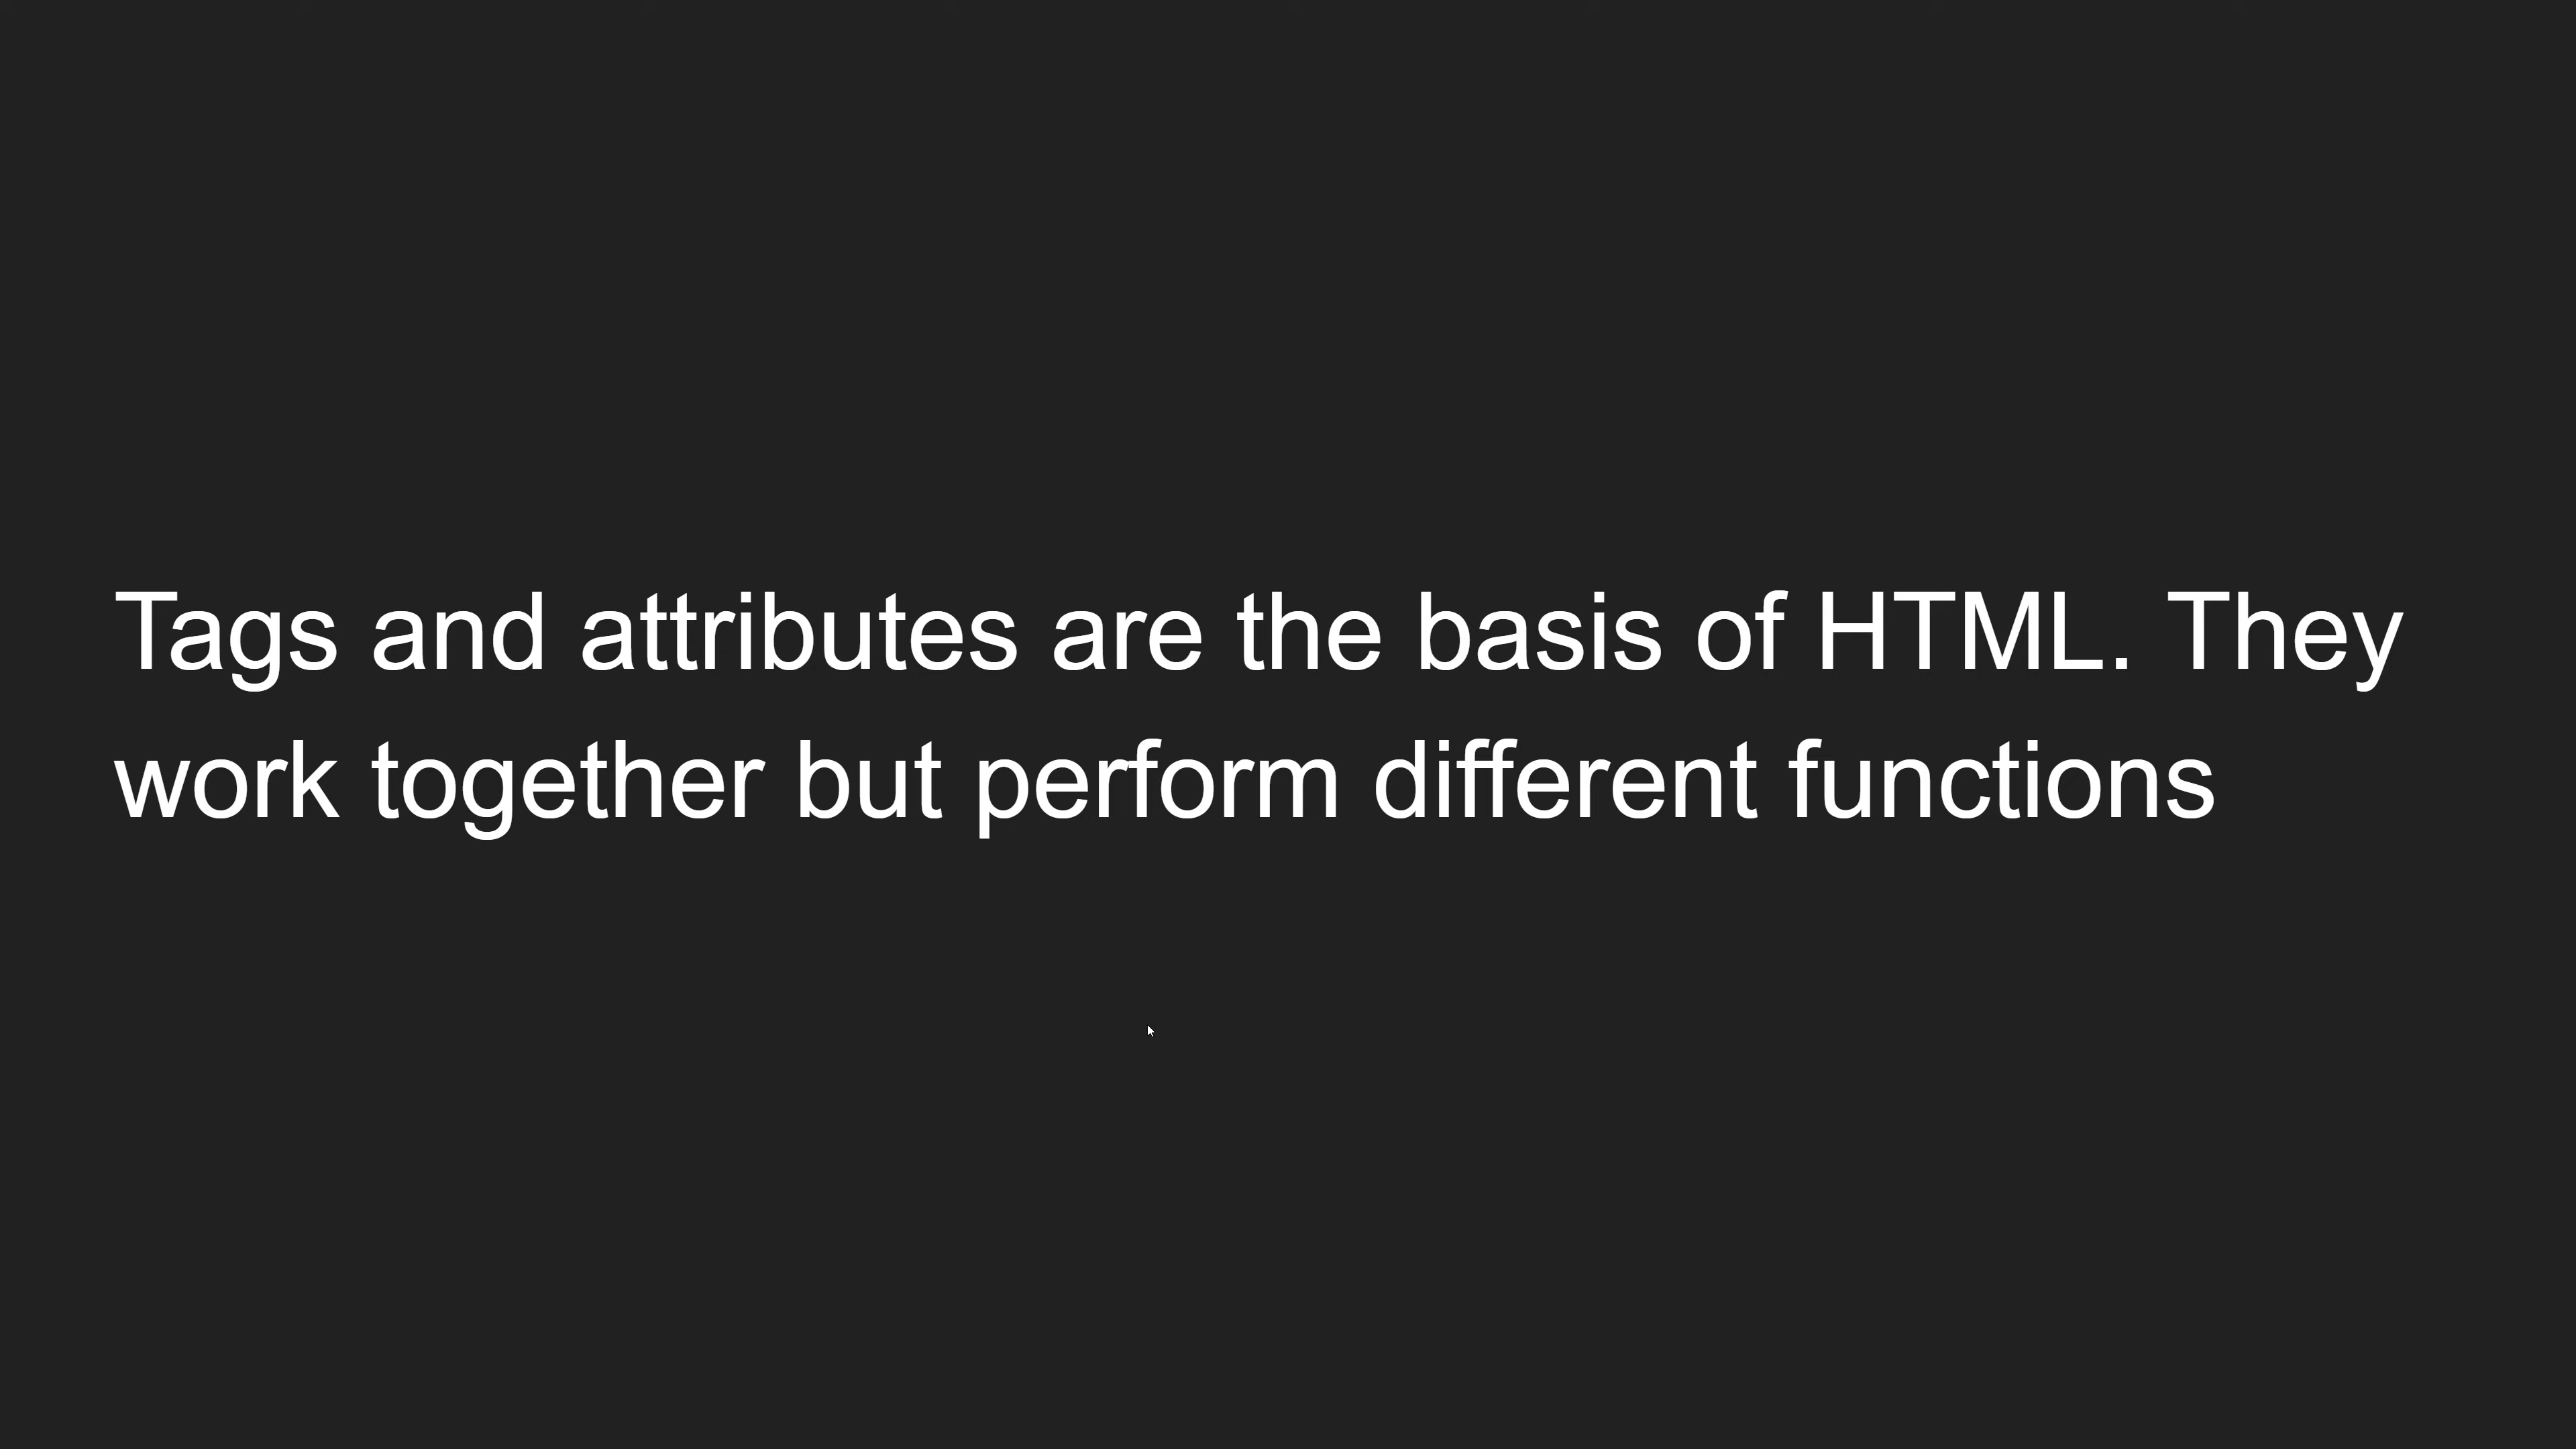 Tags and attributes are the basis of HTML. They
work together but perform different functions